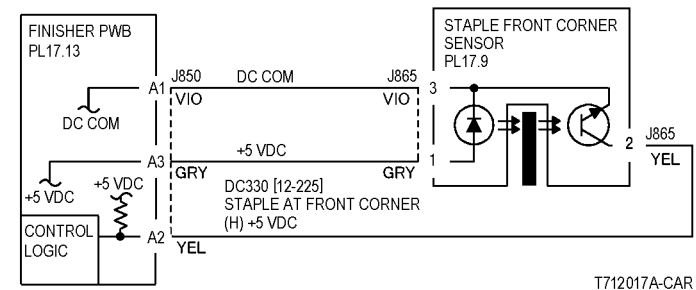 FINISHER PWB
PL17.13
STAPLE FRONT CORNER
SENSOR
PL17.9
A1 J850 DC COM J865 3
VIO VIO
DC COM
2 J865
YEL
A3 +5 VDC 1
GRY GRY
+5 VDC +5 VDC
DC330 [12-225]
STAPLE AT FRONT CORNER
(H) +5 VDC
CONTROL
LOGIC
A2
YEL
T712017A-CAR